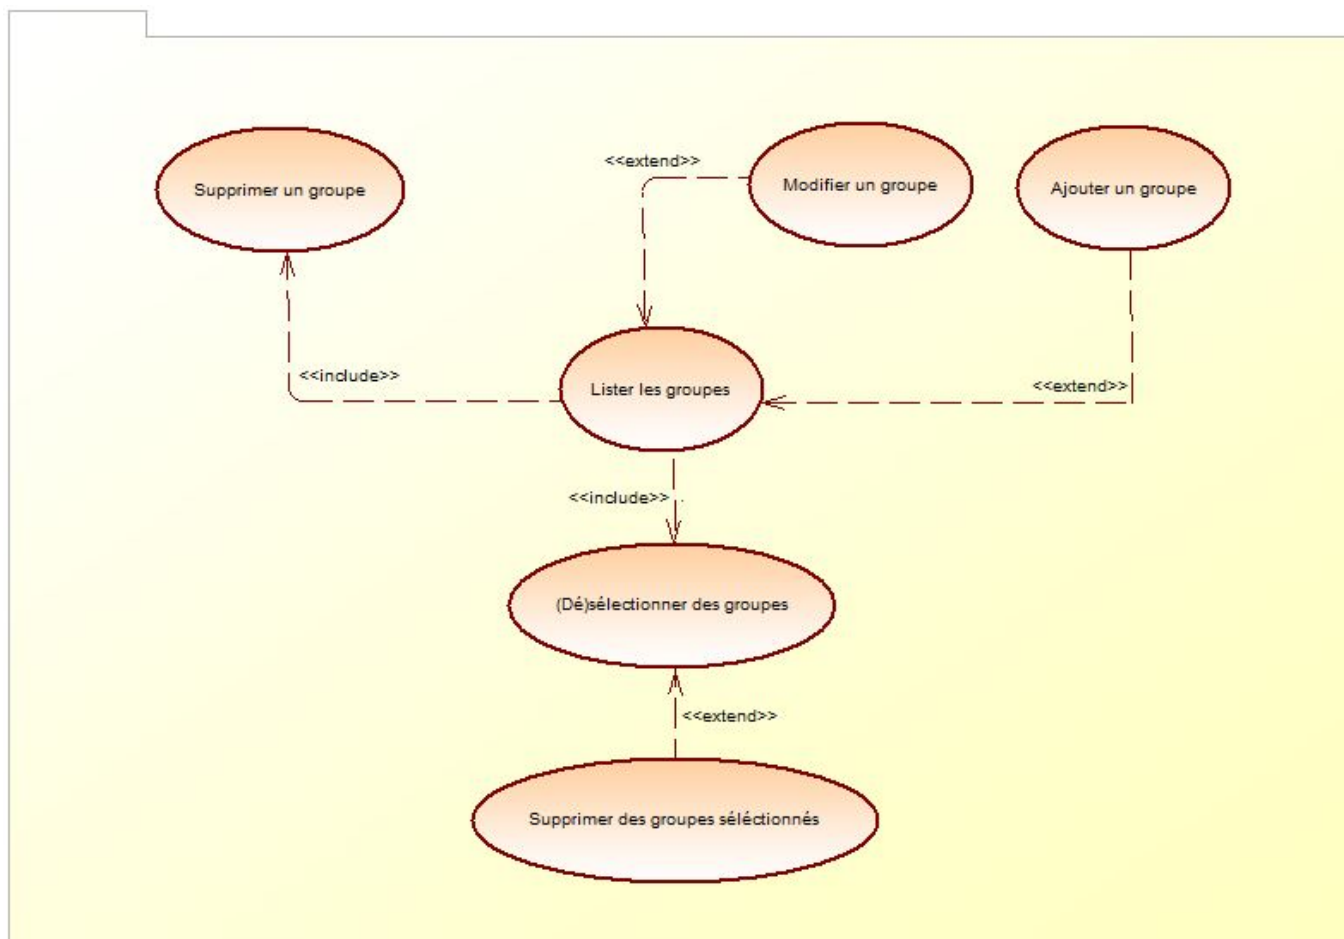 <<extend>>
Supprimer un groupe
Modifier un groupe
Ajouter un groupe
<<include>>
Lister les groupes
<<extend>>
<<include>>
(Dé)sélectionner des groupes
<<extend>>
Supprimer des groupes séléctionnés